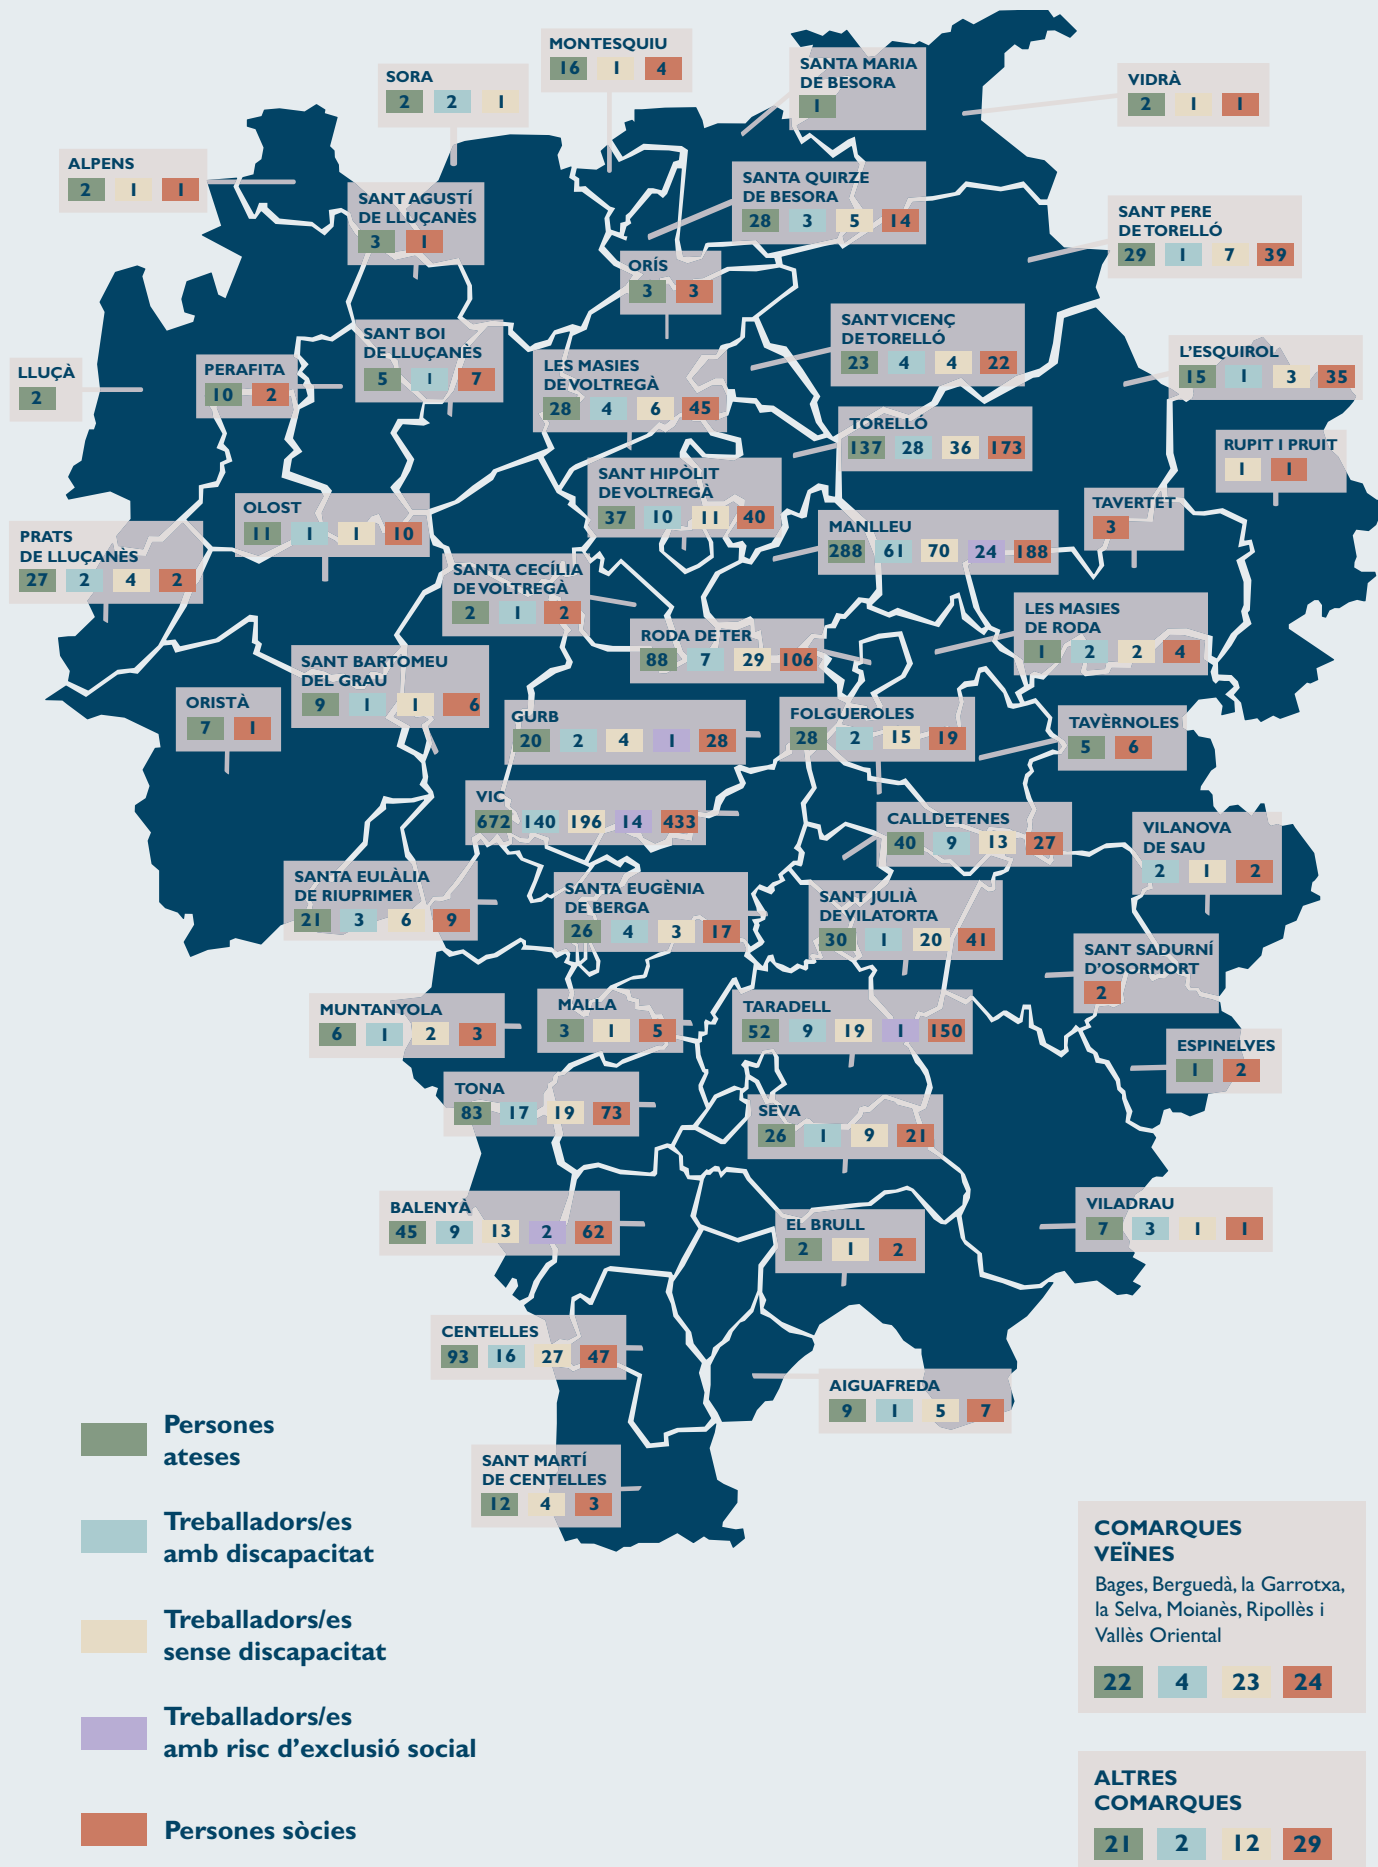 MONTESQUIU
16 1 4
SORA
2 2 1
SANTA MARIA
DE BESORA
1
VIDRÀ
2 1 1
ALPENS
2 1 1
SANT AGUSTÍ
DE LLUÇANÈS
3 1
SANTA QUIRZE
DE BESORA
28 3 5 14
SANT PERE
DE TORELLÓ
29 1 7 39
ORÍS
3 3
SANT VICENÇ
DE TORELLÓ
23 4 4 22
SANT BOI
DE LLUÇANÈS
5 1 7
LLUÇÀ
2
PERAFITA
10 2
LES MASIES
DE VOLTREGÀ
28 4 6 45
L'ESQUIROL
15 1 3 35
TORELLÓ
137 28 36 173
RUPIT I PRUIT
1 1
SANT HIPÒLIT
DE VOLTREGÀ
37 10 11 40
OLOST
11 1 1 10
TAVERTET
3
PRATS
DE LLUÇANÈS
27 2 4 2
MANLLEU
288 61 70 24 188
SANTA CECÍLIA
DE VOLTREGÀ
2 1 2
LES MASIES
DE RODA
1 2 2 4
RODA DE TER
88 7 29 106
SANT BARTOMEU
DEL GRAU
9 1 1 6
ORISTÀ
7 1
GURB
20 2 4 1 28
FOLGUEROLES
28 2 15 19
TAVÈRNOLES
5 6
VIC
672 140 196 14 433
CALLDETENES
40 9 13 27
VILANOVA
DE SAU
2 1 2
SANTA EULÀLIA
DE RIUPRIMER
21 3 6 9
SANTA EUGÈNIA
DE BERGA
26 4 3 17
SANT JULIÀ
DE VILATORTA
30 1 20 41
SANT SADURNÍ
D'OSORMORT
2
MUNTANYOLA
6 1 2 3
MALLA
3 1 5
TARADELL
52 9 19 1 150
ESPINELVES
1 2
TONA
83 17 19 73
SEVA
26 1 9 21
BALENYÀ
45 9 13 2 62
EL BRULL
2 1 2
VILADRAU
7 3 1 1
CENTELLES
93 16 27 47
AIGUAFREDA
9 1 5 7
SANT MARTÍ
DE CENTELLES
12 4 3
Persones
ateses
Treballadors/es
amb discapacitat
Treballadors/es
sense discapacitat
Treballadors/es
amb risc d'exclusió social
Persones sòcies
COMARQUES
VEÏNES
Bages, Berguedà, la Garrotxa,
la Selva, Moianès, Ripollès i
Vallès Oriental
22 4 23 24
ALTRES
COMARQUES
21 2 12 29